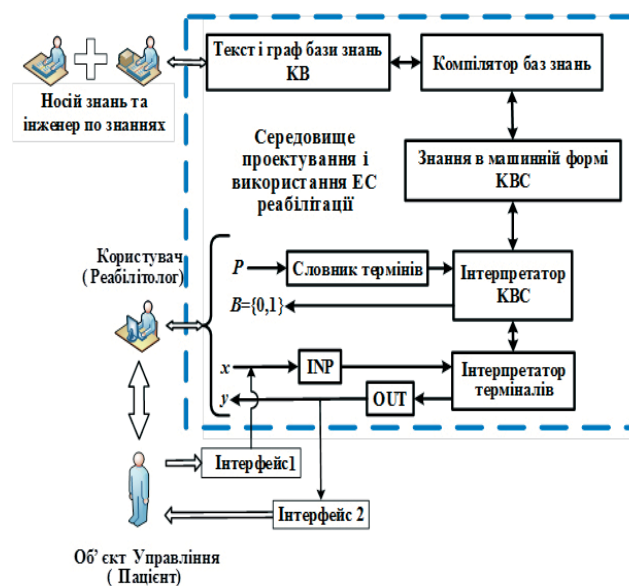 Текст і граф бази знань
КВ
Компілятор баз знань
Носій знань та
інженер по знаннях
Середовище
проектування і
використання ЕС
реабілітації
Знання в машинній формі
КВС
Користувач
( Реабілітолог)
P
Словник термінів
Інтерпретатор
КВС
B={0,1}
x
INP
Інтерпретатор
терміналів
y
OUT
Інтерфейс1
Інтерфейс 2
Об’ єкт Управління
( Пацієнт)